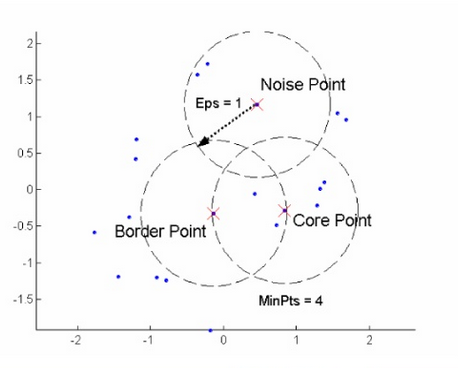 2
Noise Point
1.5
Eps = 1
1
0.5
0
-0.5
Border Point
Core Point
-1
-1.5
MinPts = 4
-2
-1
0
1
2